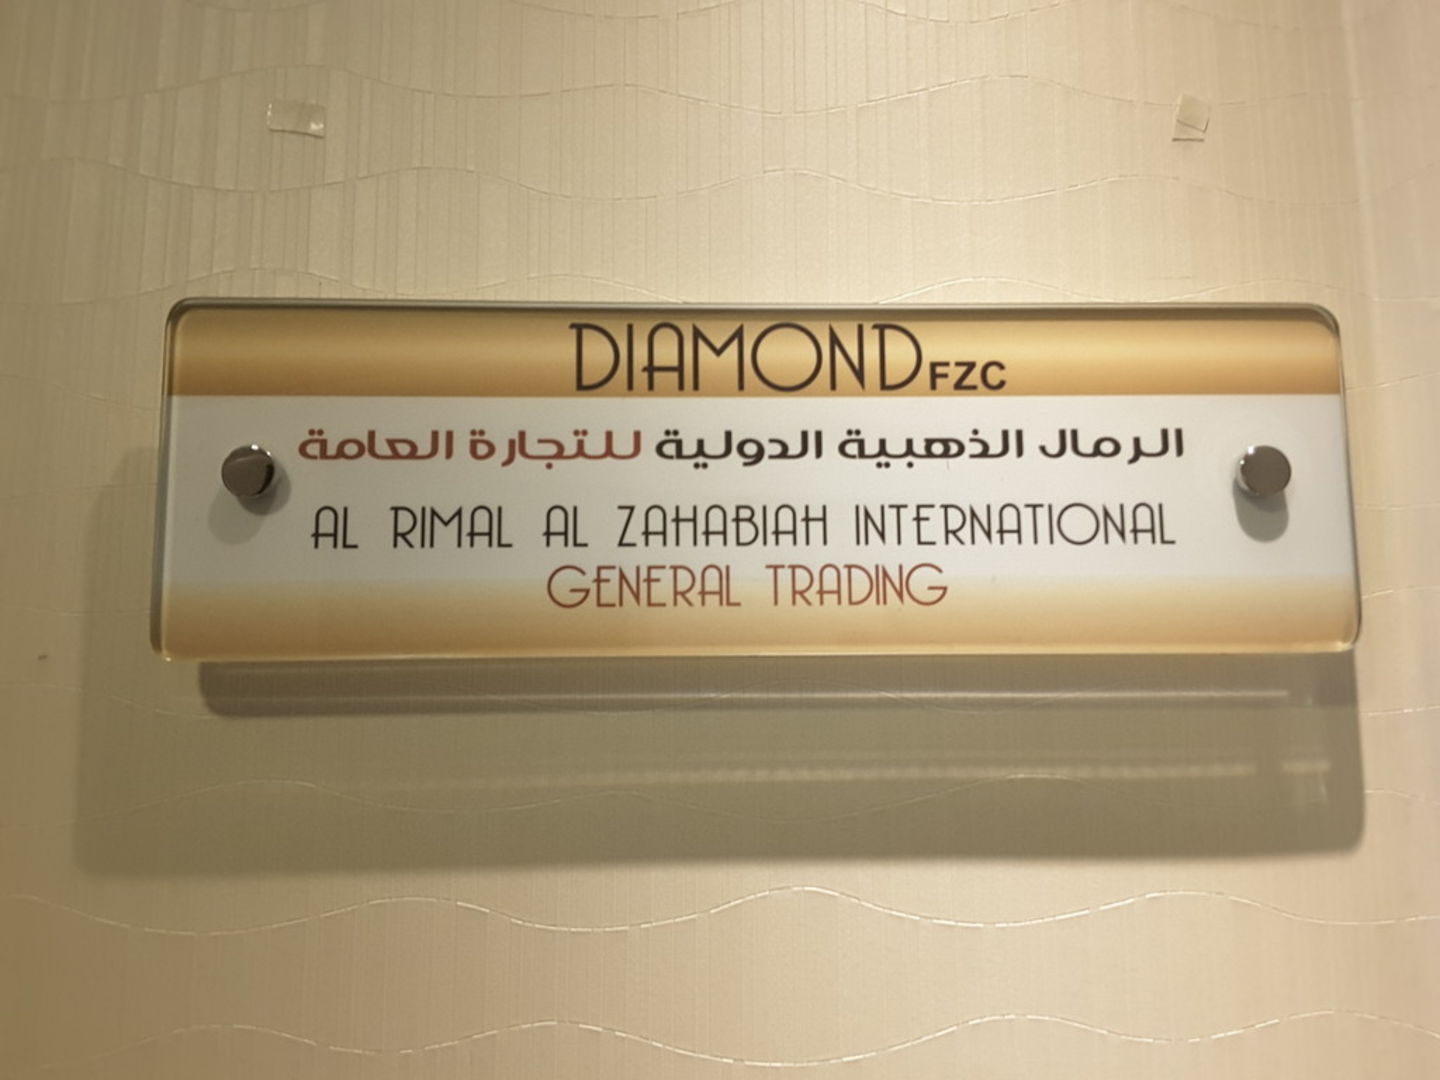 DIAMOND FZC
الرمال الذهبية الدولية للتجارة العامة
AL RIMAL AL ZAHABIAH INTERNATIONAL
GENERAL TRADING